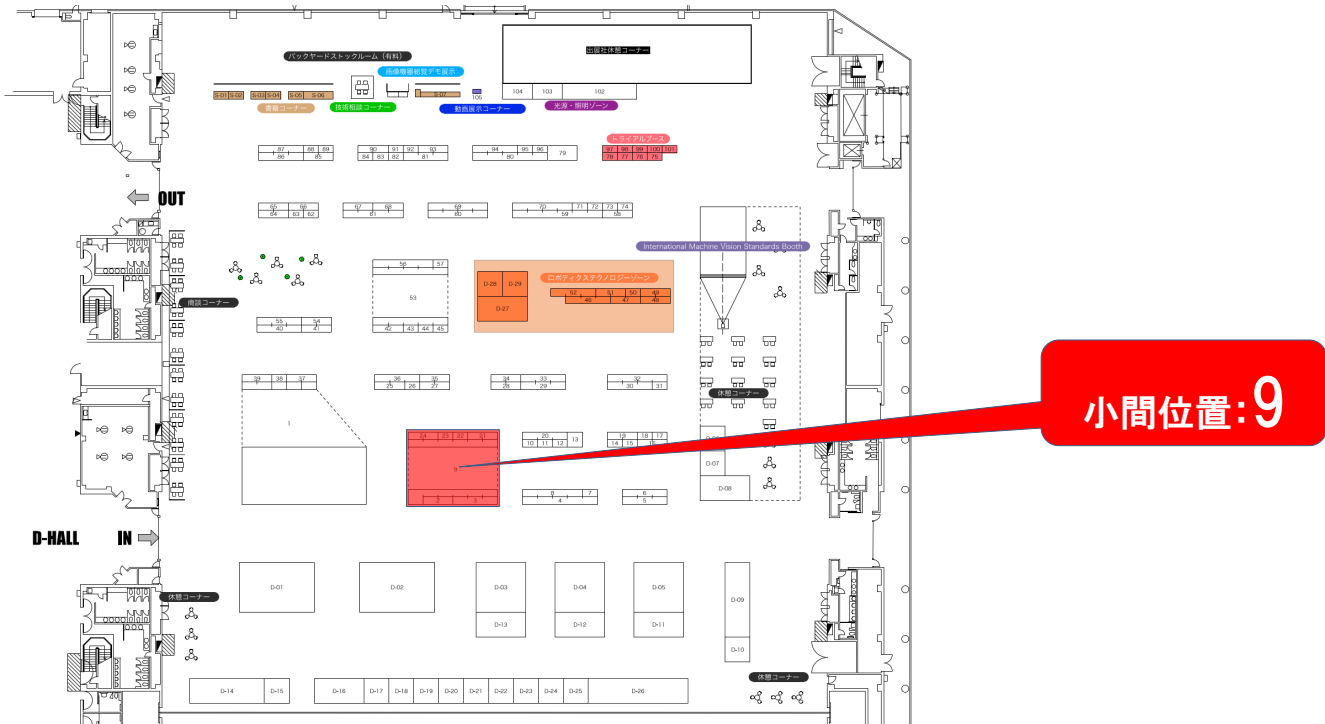 出展社休憩コーナー
バックヤードストックルーム（有料）
画像機器総覧デモ展示
S-01 S-02 S-03 S-04 S-05 S-06 S-07 105
104 103 102
書籍コーナー
技術相談コーナー
動画展示コーナー
光源・照明ゾーン
トライアルブース
87 88 89 90 91 92 93 94 95 96 79 97 98 99 100 101
86 85 84 83 82 81 80 78 77 76 75
OUT
65 66 67 68 69 70 71 72 73 74
64 63 62 61 60 59 58
International Machine Vision Standards Booth
56 57
ロボティクステクノロジーゾーン
D-28 D-29
52 51 50 49
46 47 48
53
D-27
商談コーナー
55 54
40 41 42 43 44 45
39 38 37 36 35 34 33 32
25 26 27 28 29 30 31
休憩コーナー
小間位置:9
1
24 23 22 21 20 19 18 17
10 11 12 13 14 15
9
D-07
D-08
8 7 6
2 3 4 5
D-HALL IN
D-01 D-02 D-03 D-04 D-05
D-09
休憩コーナー
D-13 D-12 D-11
D-10
休憩コーナー
D-14 D-15 D-16 D-17 D-18 D-19 D-20 D-21 D-22 D-23 D-24 D-25 D-26